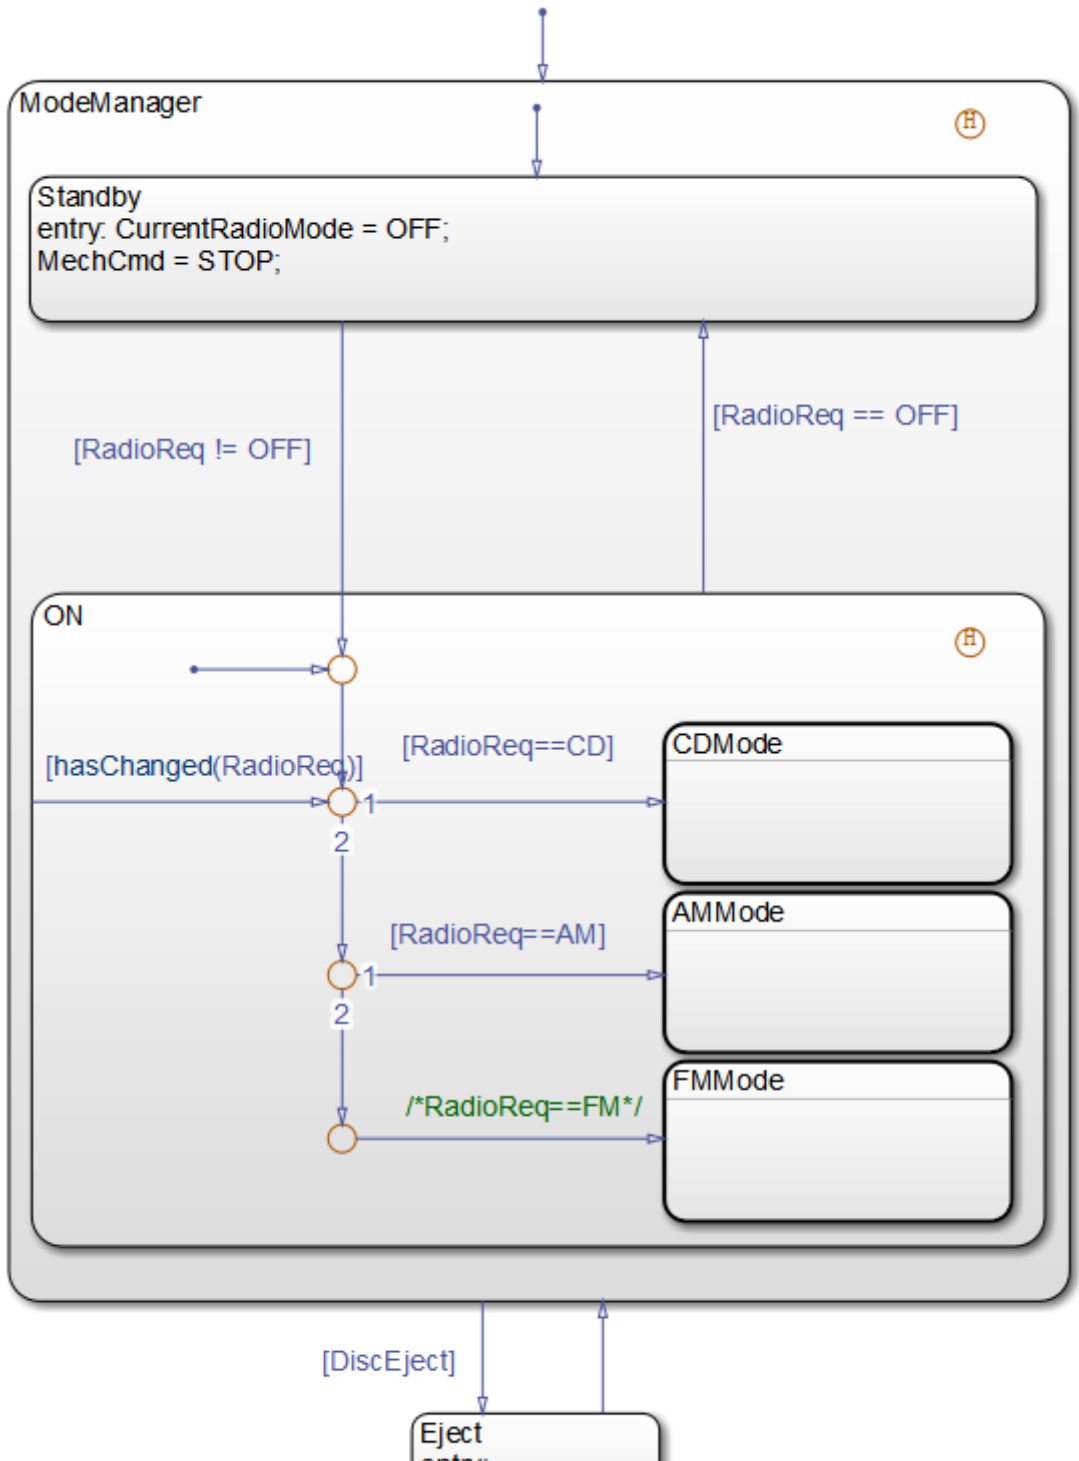 ModeManager
H
Standby
entry: CurrentRadioMode = OFF;
MechCmd = STOP;
[RadioReq == OFF]
[RadioReq != OFF]
ON
H
[RadioReq==CD]
CDMode
[hasChanged(RadioReq)]
1
2
AMMode
[RadioReq==AM]
1
2
FMMode
/*RadioReq==FM*/
[DiscEject]
Eject
entry: